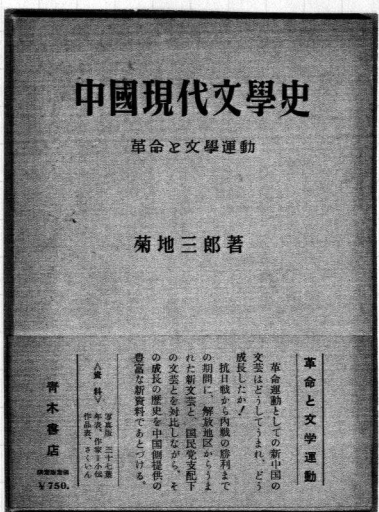 中國現代文學史
革命と文學運動
菊地三郎著
革命と文学運動
革命運動としての新中国の
文芸はどうしてうまれ、どう
成長したか!
抗日戦から内戦の勝利まで
の期間に、解放地区からうま
れた新文芸と、国民党支配下
の文芸とを対比しながら、そ
の成長の歴史を中国側提供の
豊富な新資料であとづける。
∧資料∨
写真版 三十七葉
年表、作家・小伝
作品表、さくいん
青木書店
¥750.